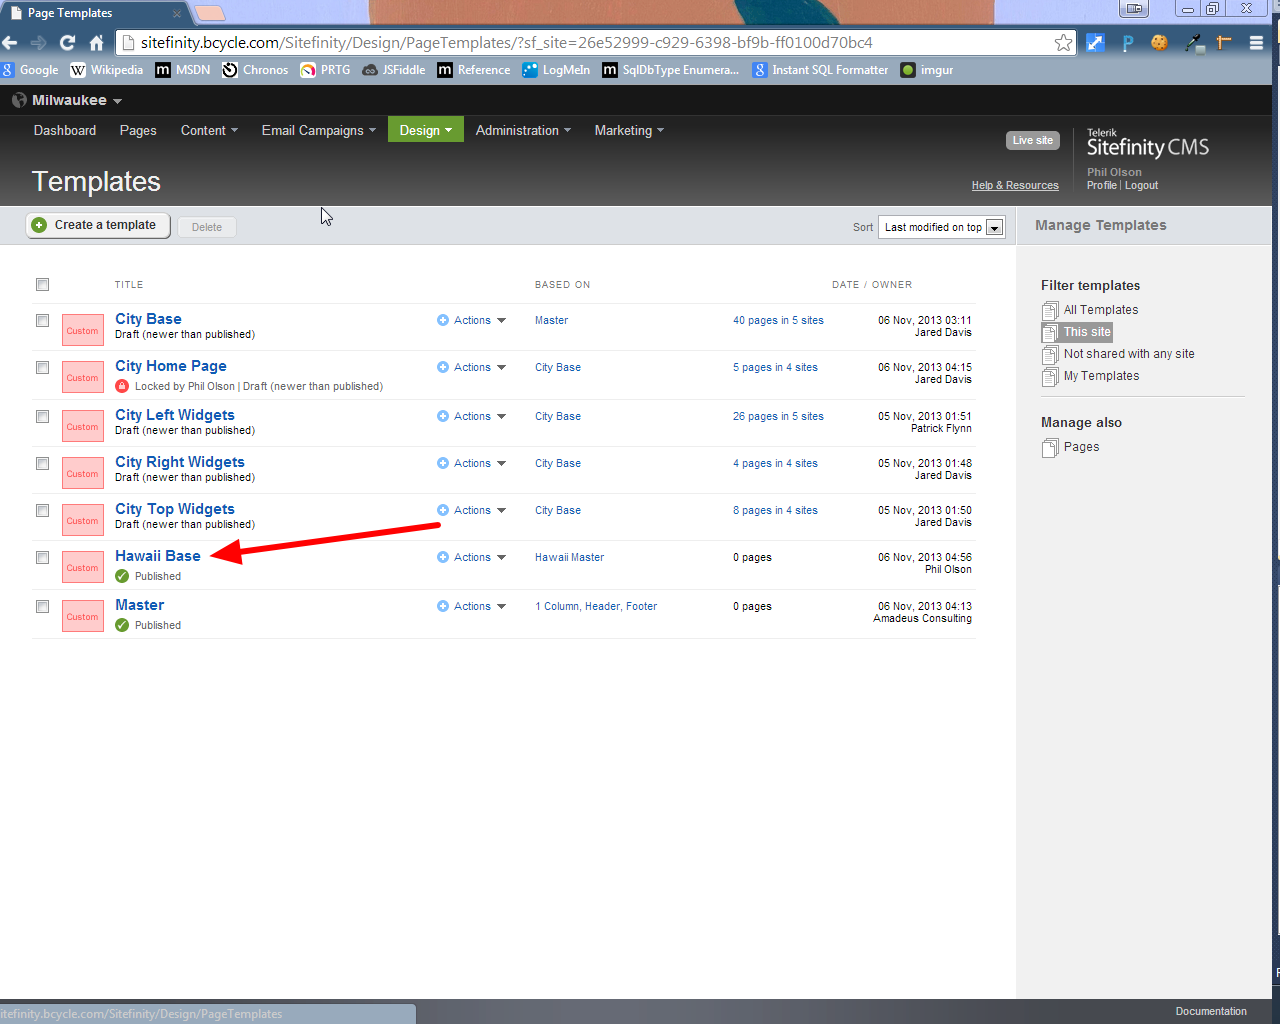 Page Templates
sitefinity.bcycle.com/Sitefinity/Design/PageTemplates/?sf_site=26e52999-c929-6398-bf9b-ff0100d70bc4
Google Wikipedia MSDN Chronos PRTG JSFiddle Reference LogMeIn SqlDbType Enumera... Instant SQL Formatter imgur
Milwaukee
Dashboard Pages Content Email Campaigns Design Administration Marketing
Live site
Telerik
Sitefinity CMS
Phil Olson
Profile | Logout
Help & Resources
Templates
Create a template Delete
Sort Last modified on top
Manage Templates
TITLE BASED ON DATE / OWNER
City Base Actions Master 40 pages in 5 sites 06 Nov, 2013 03:11
Custom Draft (newer than published) Jared Davis
City Home Page Actions City Base 5 pages in 4 sites 06 Nov, 2013 04:15
Custom Locked by Phil Olson | Draft (newer than published) Jared Davis
City Left Widgets Actions City Base 26 pages in 5 sites 05 Nov, 2013 01:51
Custom Draft (newer than published) Patrick Flynn
City Right Widgets Actions City Base 4 pages in 4 sites 05 Nov, 2013 01:48
Custom Draft (newer than published) Jared Davis
City Top Widgets Actions City Base 8 pages in 4 sites 05 Nov, 2013 01:50
Custom Draft (newer than published) Jared Davis
Hawaii Base Actions Hawaii Master 0 pages 06 Nov, 2013 04:56
Custom Published Phil Olson
Master Actions 1 Column, Header, Footer 0 pages 06 Nov, 2013 04:13
Custom Published Amadeus Consulting
Filter templates
All Templates
This site
Not shared with any site
My Templates
Manage also
Pages
Documentation
itefinity.bcycle.com/Sitefinity/Design/PageTemplates